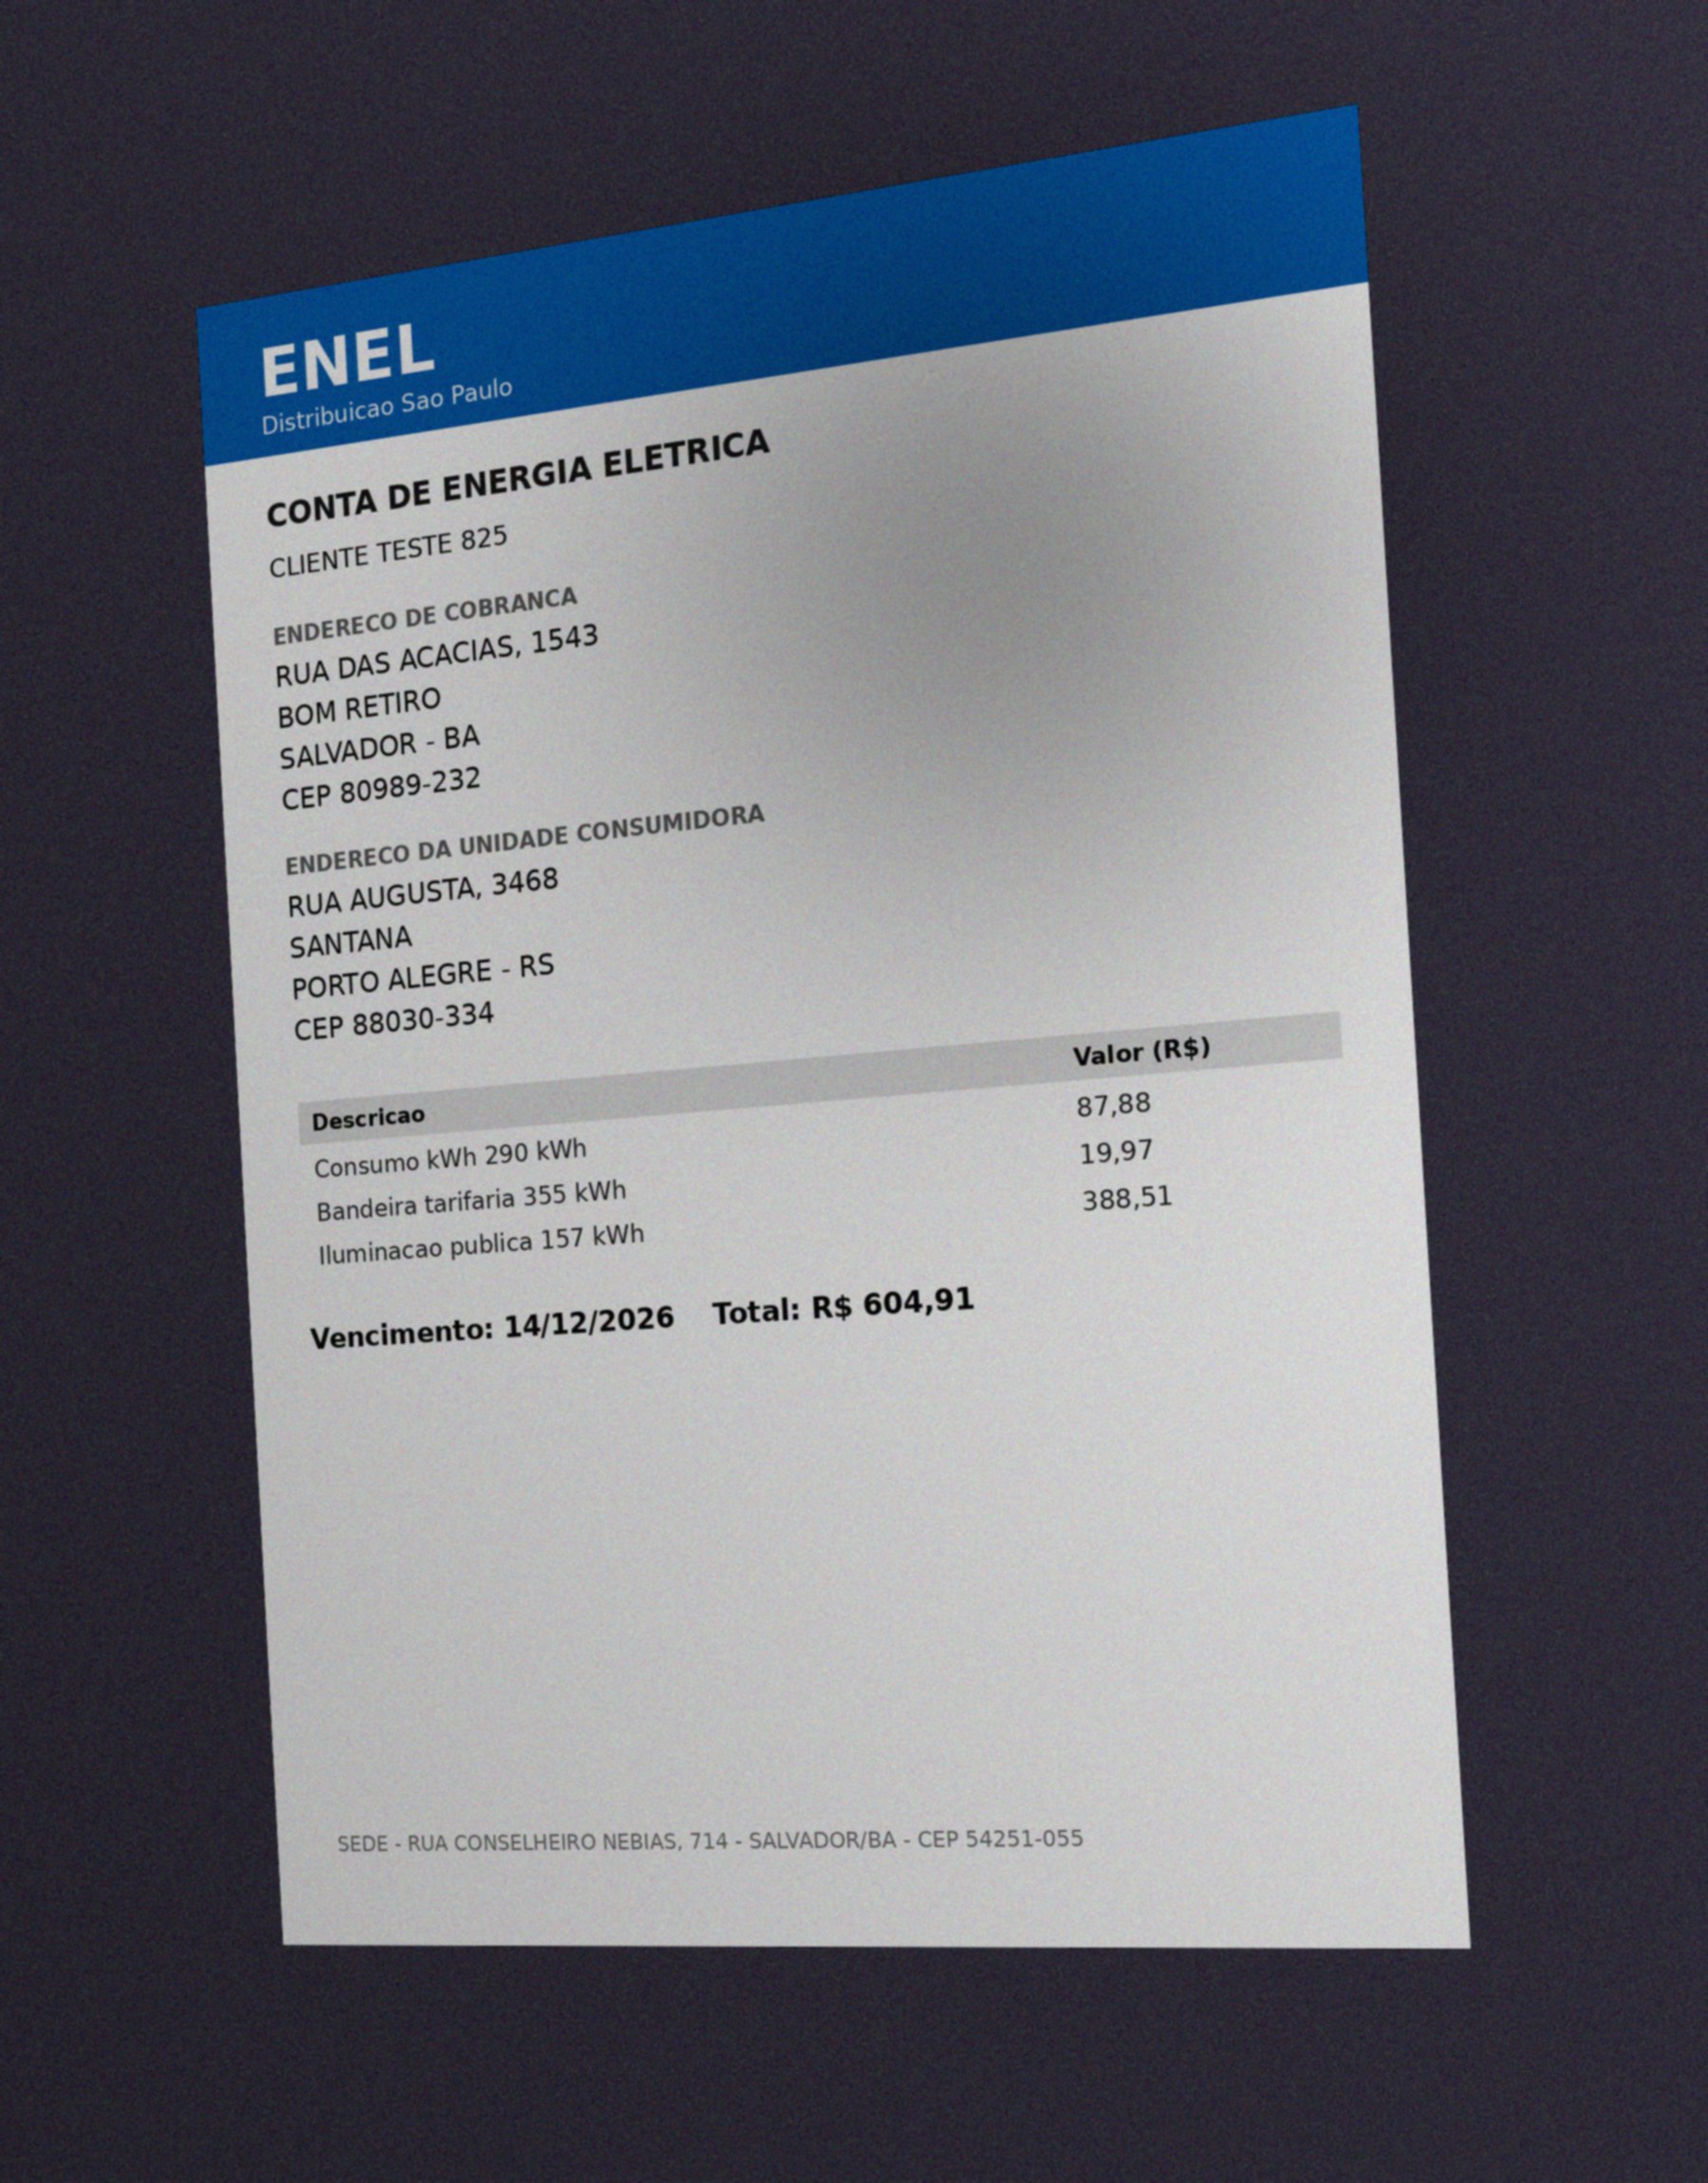 ENEL
Distribuicao Sao Paulo
CONTA DE ENERGIA ELETRICA
CLIENTE TESTE 825
ENDERECO DE COBRANCA
RUA DAS ACACIAS, 1543
BOM RETIRO
SALVADOR - BA
CEP 80989-232
ENDERECO DA UNIDADE CONSUMIDORA
RUA AUGUSTA, 3468
SANTANA
PORTO ALEGRE - RS
CEP 88030-334
Descricao Valor (R$)
Consumo kWh 290 kWh 87,88
Bandeira tarifaria 355 kWh 19,97
Iluminacao publica 157 kWh 388,51
Vencimento: 14/12/2026 Total: R$ 604,91
SEDE - RUA CONSELHEIRO NEBIAS, 714 - SALVADOR/BA - CEP 54251-055